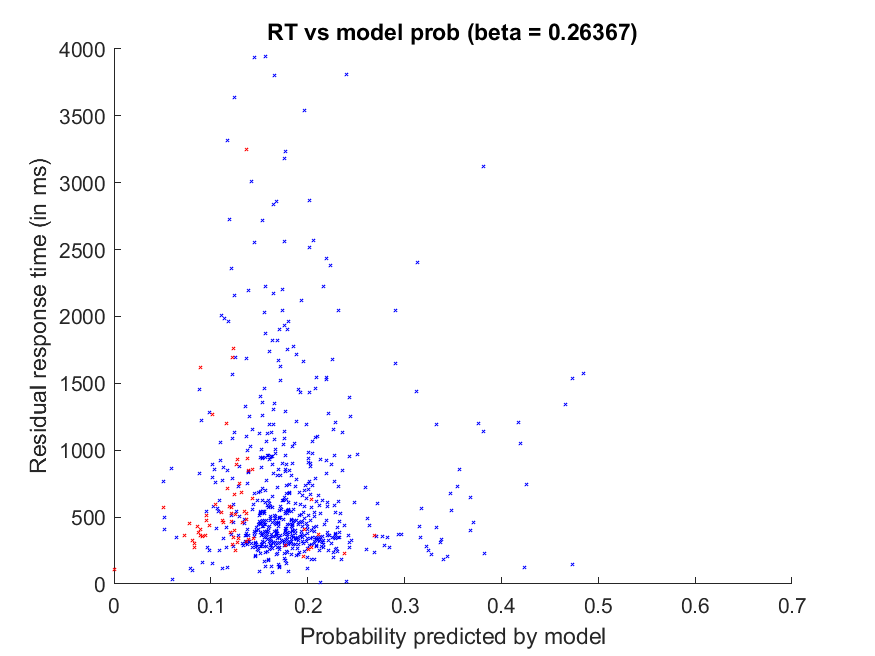 RT vs model prob (beta = 0.26367)
4000
3500
3000
2500
2000
1500
1000
500
0
Residual response time (in ms)
0 0.1 0.2 0.3 0.4 0.5 0.6 0.7
Probability predicted by model